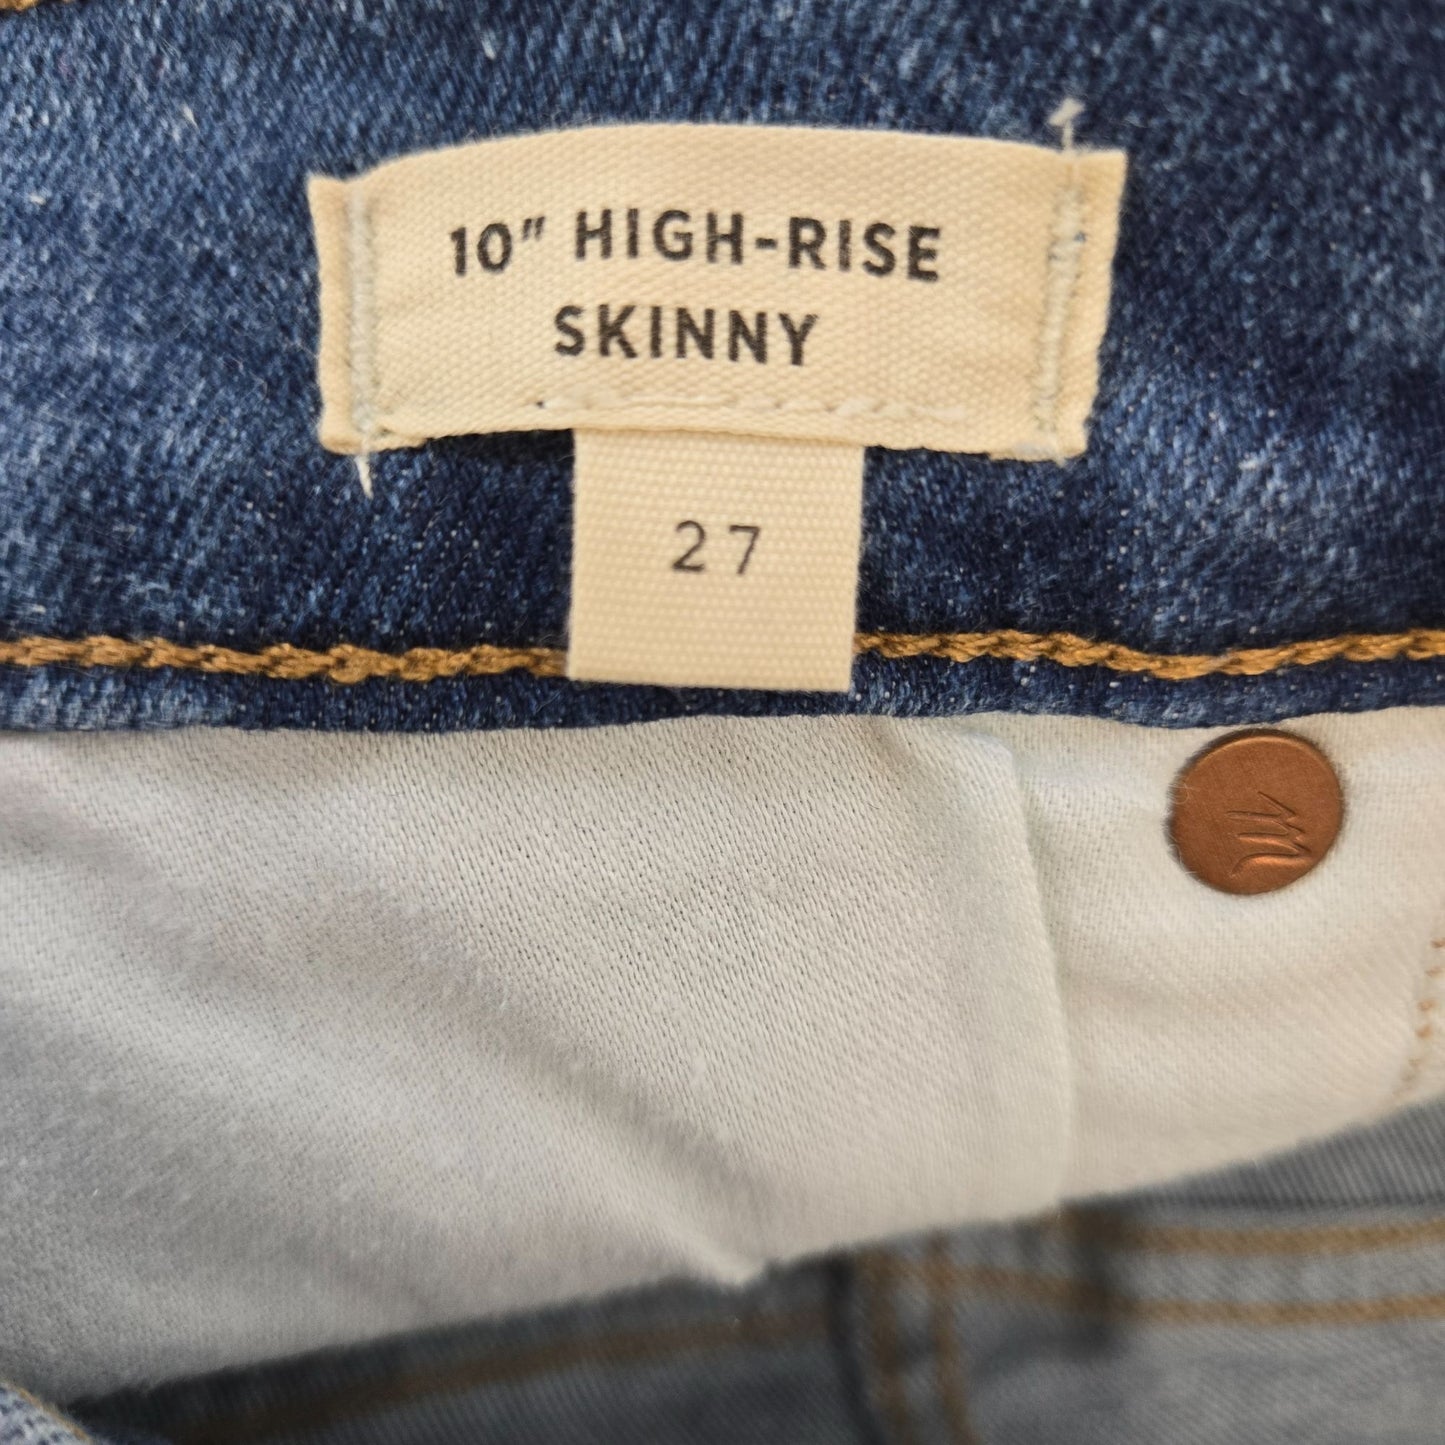 10" HIGH-RISE
SKINNY
27
m